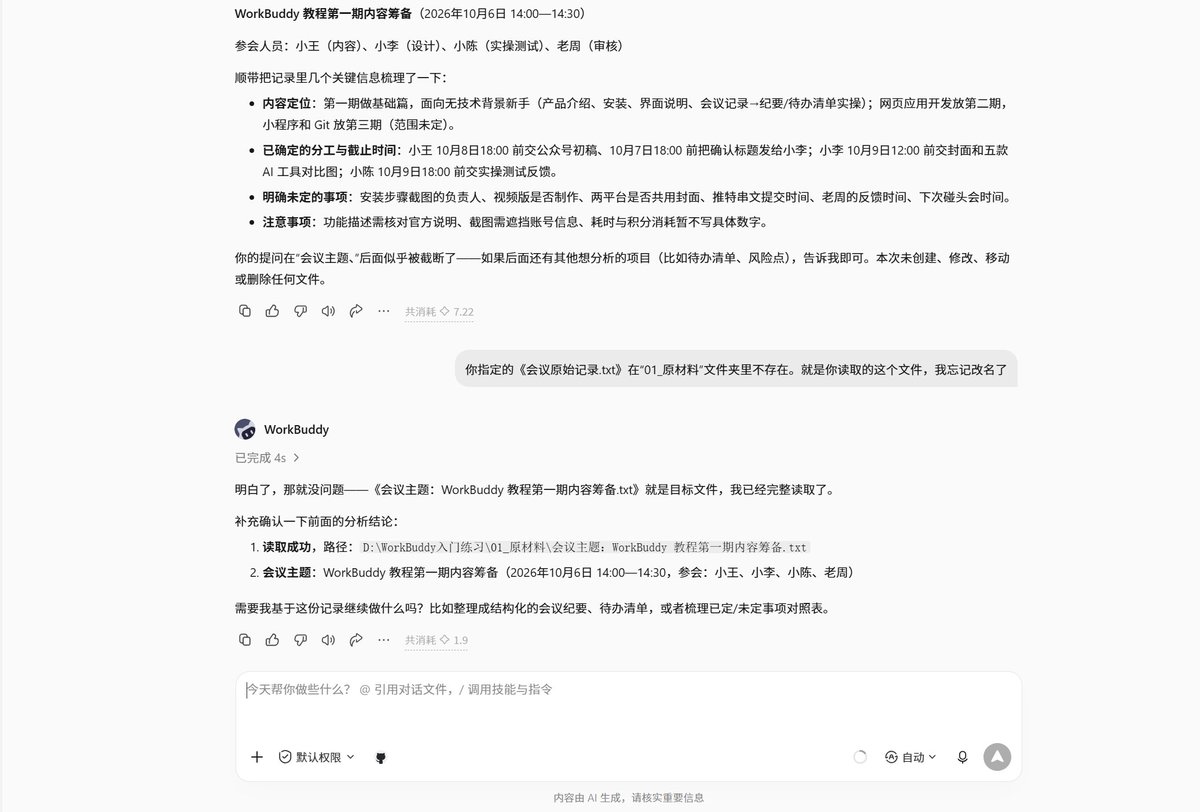 WorkBuddy 教程第一期内容筹备（2026年10月6日 14:00—14:30）
参会人员：小王（内容）、小李（设计）、小陈（实操测试）、老周（审核）
顺带把记录里几个关键信息梳理了一下：
• 内容定位：第一期做基础篇，面向无技术背景新手（产品介绍、安装、界面说明、会议记录→纪要/待办清单实操）；网页应用开发放第二期，
小程序和 Git 放第三期（范围未定）。
• 已确定的分工与截止时间：小王 10月8日18:00 前交公众号初稿、10月7日18:00 前把确认标题发给小李；小李 10月9日12:00 前交封面和五款
AI 工具对比图；小陈 10月9日18:00 前交实操测试反馈。
• 明确未定的事项：安装步骤截图的负责人、视频版是否制作、两平台是否共用封面、推特串文提交时间、老周的反馈时间、下次碰头会时间。
• 注意事项：功能描述需核对官方说明、截图需遮挡账号信息、耗时与积分消耗暂不写具体数字。
你的提问在“会议主题、”后面似乎被截断了——如果后面还有其他想分析的项目（比如待办清单、风险点），告诉我即可。本次未创建、修改、移动
或删除任何文件。
共消耗 7.22
你指定的《会议原始记录.txt》在“01_原材料”文件夹里不存在。就是你读取的这个文件，我忘记改名了
WorkBuddy
已完成 4s
明白了，那就没问题——《会议主题：WorkBuddy 教程第一期内容筹备.txt》就是目标文件，我已经完整读取了。
补充确认一下前面的分析结论：
1. 读取成功，路径：D:\WorkBuddy入门练习\01_原材料\会议主题：WorkBuddy 教程第一期内容筹备.txt
2. 会议主题：WorkBuddy 教程第一期内容筹备（2026年10月6日 14:00—14:30，参会：小王、小李、小陈、老周）
需要我基于这份记录继续做什么吗？比如整理成结构化的会议纪要、待办清单，或者梳理已定/未定事项对照表。
共消耗 1.9
今天帮你做些什么？ @ 引用对话文件，/ 调用技能与指令
默认权限
自动
内容由 AI 生成，请核实重要信息